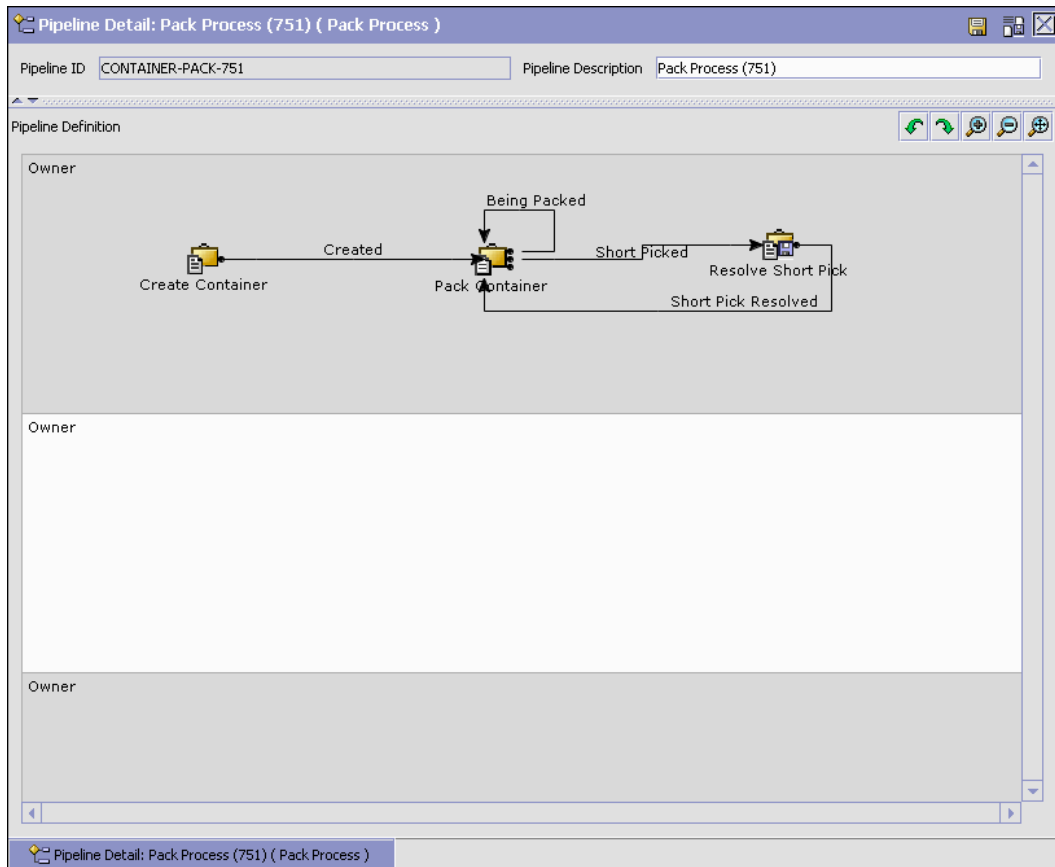 Pipeline Detail: Pack Process (751) ( Pack Process )
Pipeline ID CONTAINER-PACK-751 Pipeline Description Pack Process (751)
Pipeline Definition
Owner
Being Packed
Created
Short Picked
Resolve Short Pick
Create Container
Pack Container
Short Pick Resolved
Owner
Owner
Pipeline Detail: Pack Process (751) ( Pack Process )